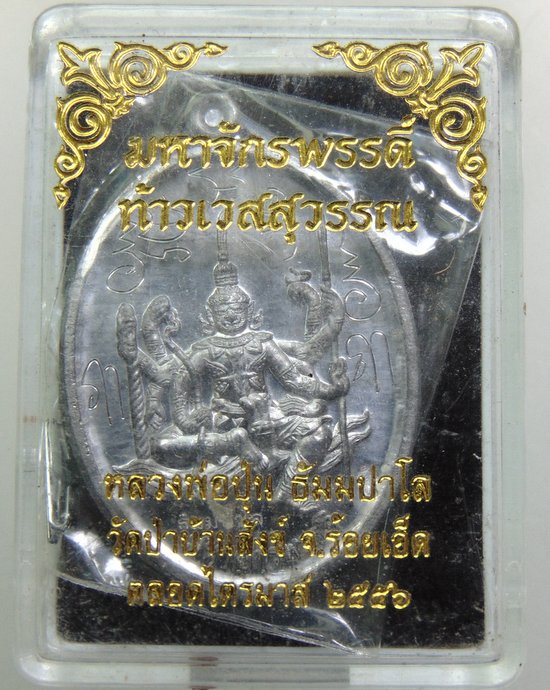 มหาจักรพรรดิ์
ท้าวเวสสุวรรณ
หลวงพ่อปุ่น ธัมมปาโล
วัดป่าบ้านสังข์ จ.ร้อยเอ็ด
ตลอดไตรมาส ๒๕๕๖